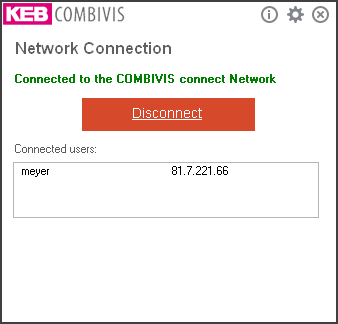 KEB COMBIVIS
Network Connection
Connected to the COMBIVIS connect Network
Disconnect
Connected users:
meyer 81.7.221.66